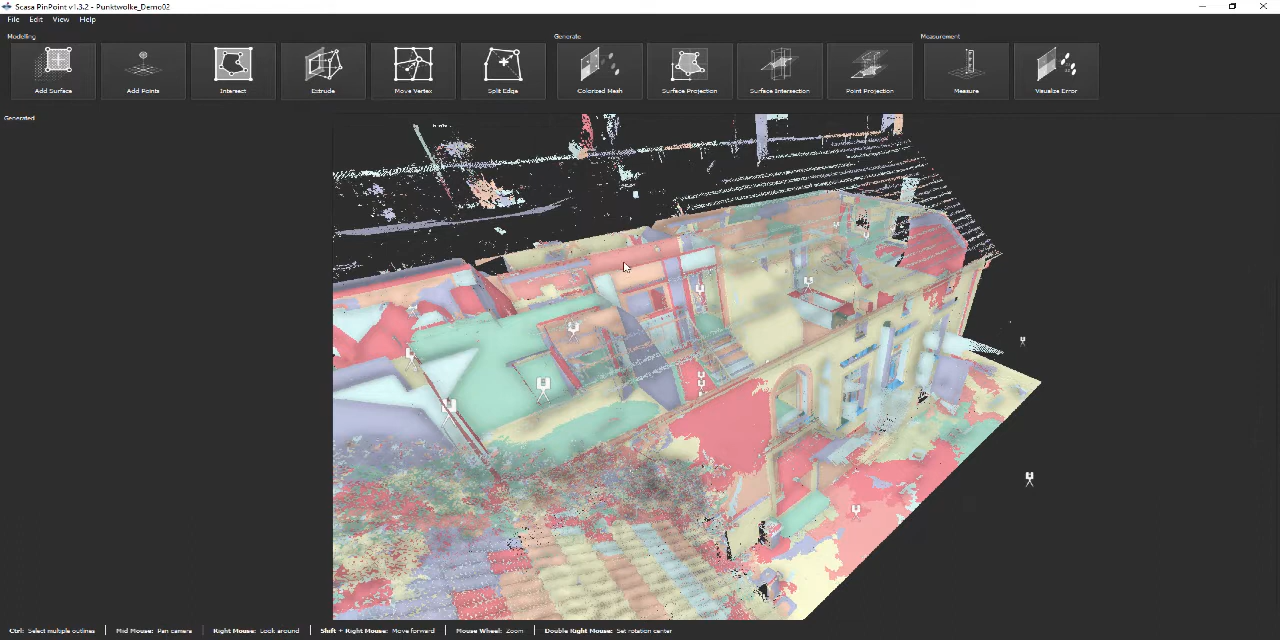 Scasa PinPoint v1.3.2 - Punktwolke_Demo02
File Edit View Help
Modelling
Generate
Measurement
Add Surface
Add Points
Intersect
Extrude
Move Vertex
Split Edge
Colorized Mesh
Surface Projection
Surface Intersection
Point Projection
Measure
Visualize Error
Generated
Ctrl: Select multiple outlines | Mid Mouse: Pan camera | Right Mouse: Look around | Shift + Right Mouse: Move forward | Mouse Wheel: Zoom | Double Right Mouse: Set rotation center